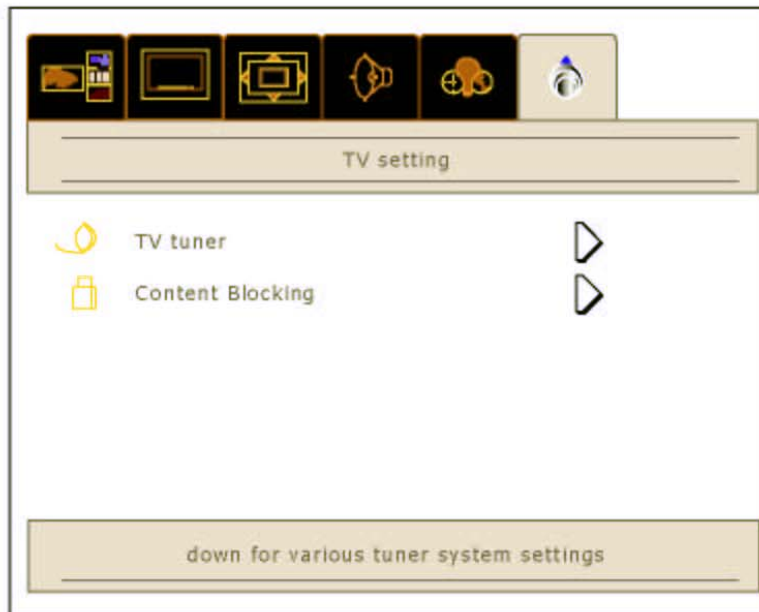 TV setting
TV tuner
Content Blocking
down for various tuner system settings